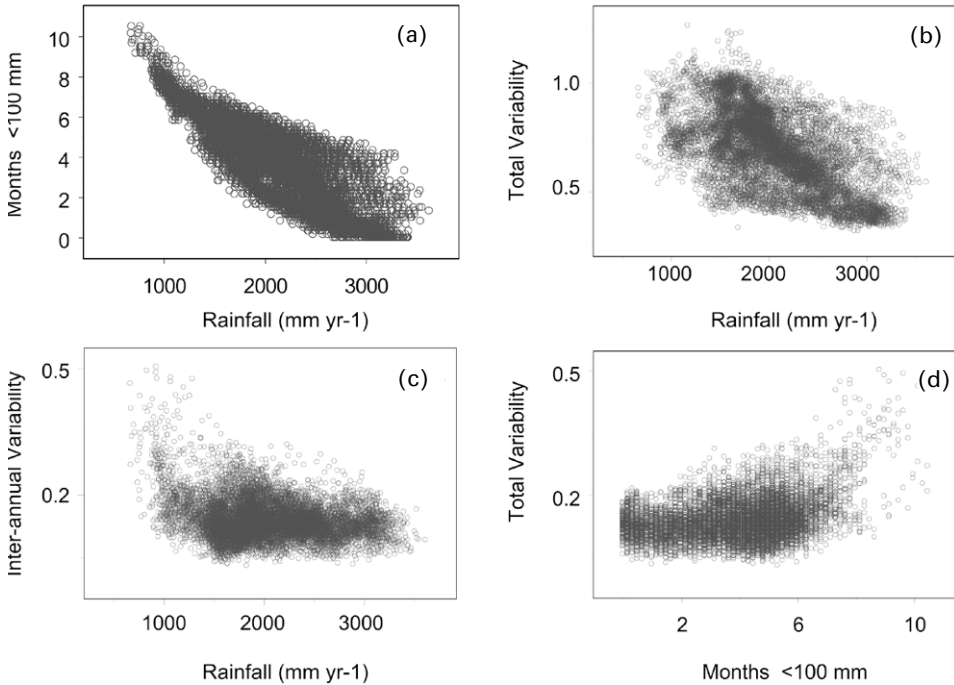 (a)
Months <100 mm
10
8
6
4
2
0
1000 2000 3000
Rainfall (mm yr-1)
(b)
Total Variability
1.0
0.5
1000 2000 3000
Rainfall (mm yr-1)
(c)
Inter-annual Variability
0.5
0.2
1000 2000 3000
Rainfall (mm yr-1)
(d)
Total Variability
0.5
0.2
2 6 10
Months <100 mm